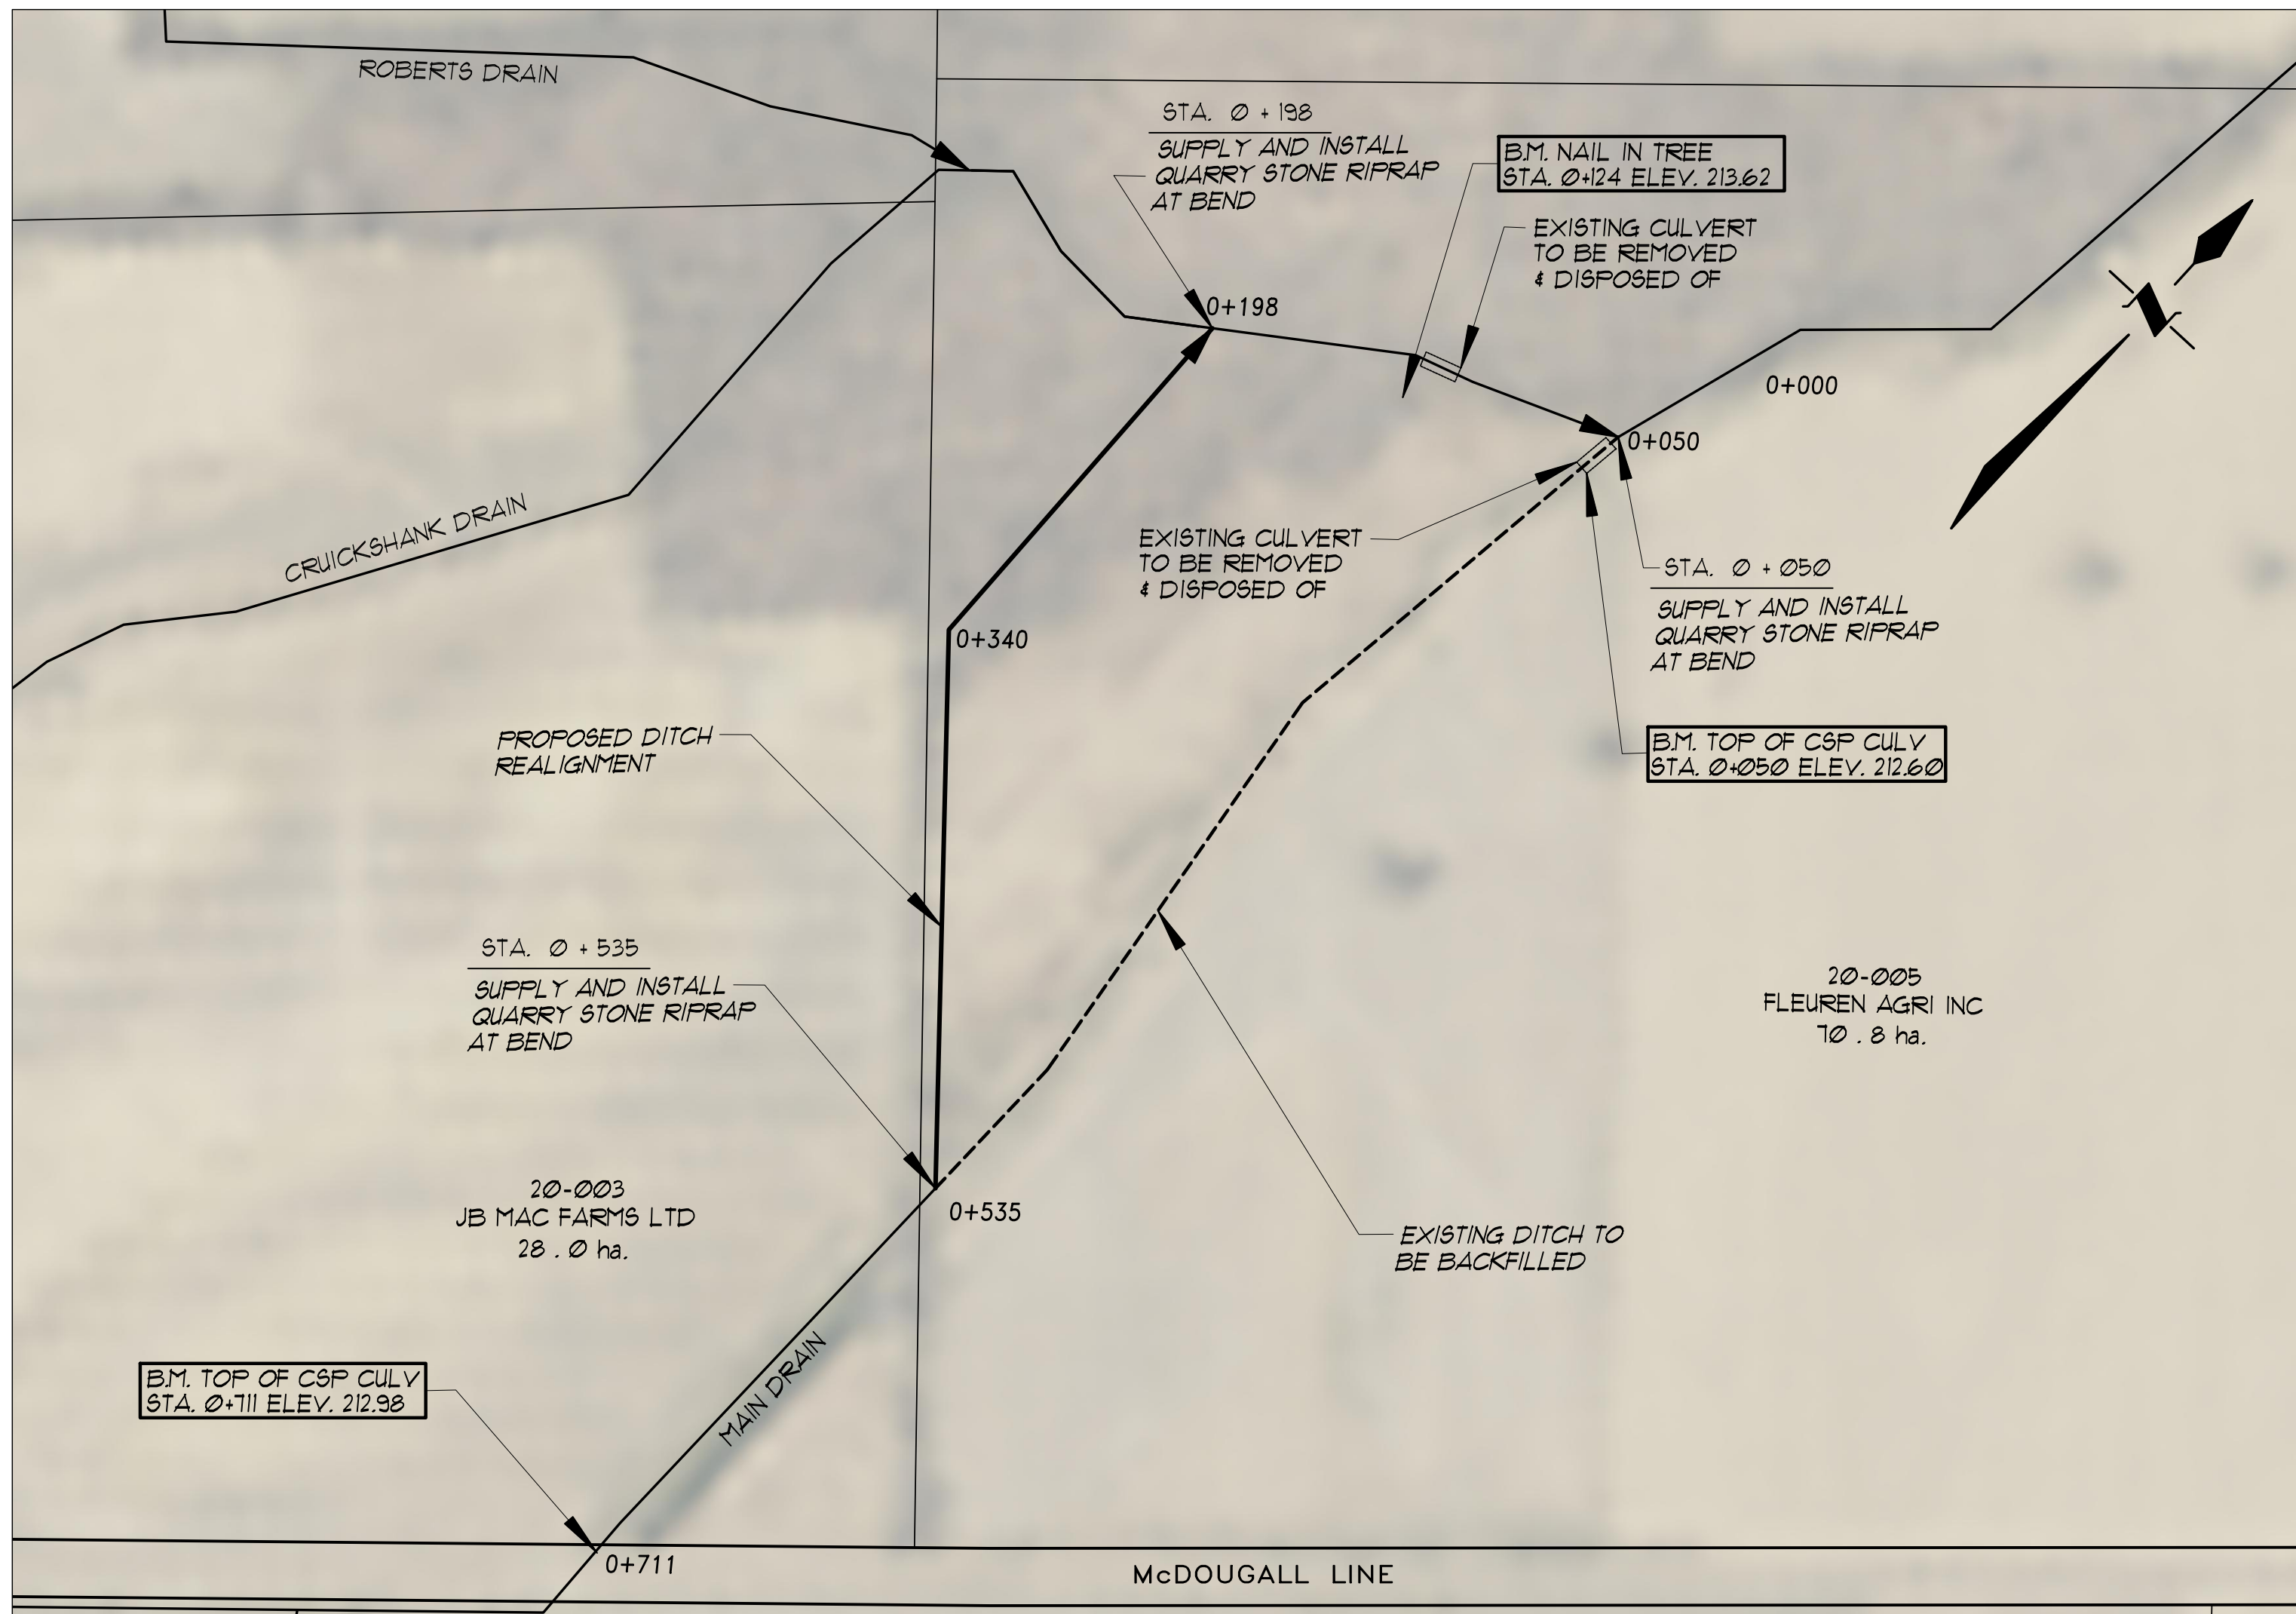 ROBERTS DRAIN
STA. Ø + 198
SUPPLY AND INSTALL
QUARRY STONE RIPRAP
AT BEND
B.M. NAIL IN TREE
STA. Ø+124 ELEV. 213.62
EXISTING CULVERT
TO BE REMOVED
& DISPOSED OF
N
0+198
0+000
0+050
CRUICKSHANK DRAIN
EXISTING CULVERT
TO BE REMOVED
& DISPOSED OF
STA. Ø + Ø5Ø
SUPPLY AND INSTALL
QUARRY STONE RIPRAP
AT BEND
0+340
PROPOSED DITCH
REALIGNMENT
B.M. TOP OF CSP CULV
STA. Ø+Ø5Ø ELEV. 212.6Ø
STA. Ø + 535
SUPPLY AND INSTALL
QUARRY STONE RIPRAP
AT BEND
2Ø-ØØ5
FLEUREN AGRI INC
7Ø . 8 ha.
2Ø-ØØ3
JB MAC FARMS LTD
28 . Ø ha.
0+535
EXISTING DITCH TO
BE BACKFILLED
MAIN DRAIN
B.M. TOP OF CSP CULV
STA. Ø+711 ELEV. 212.98
0+711
McDOUGALL LINE